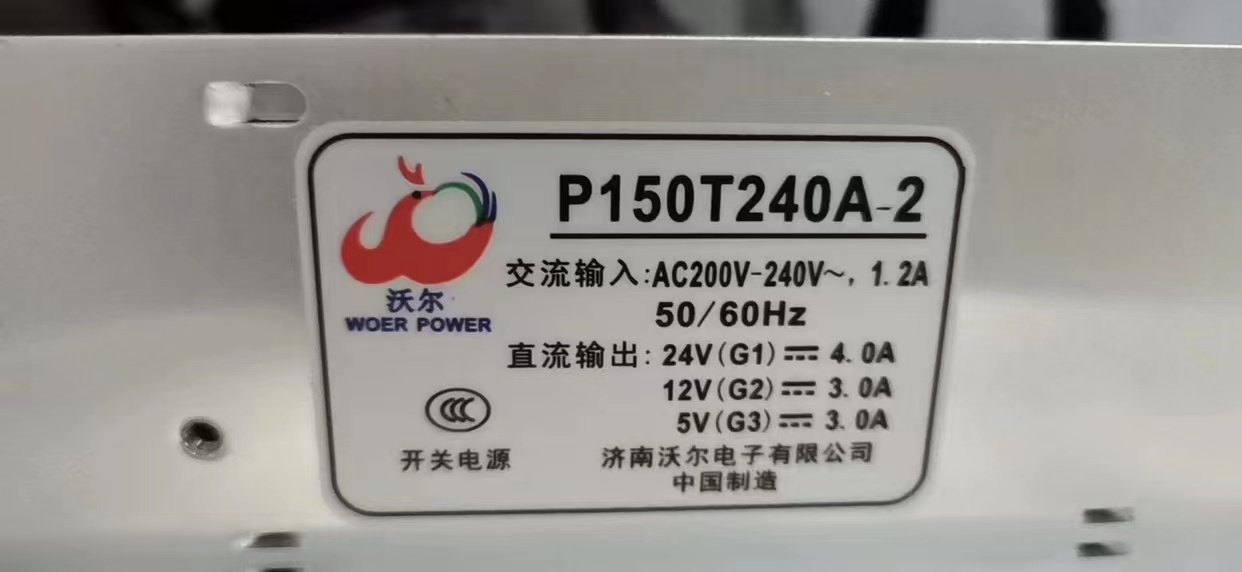 P150T240A-2
交流输入:AC200V-240V～, 1.2A
50/60Hz
沃尔
WOER POWER
直流输出: 24V(G1)⎓4.0A
12V(G2)⎓3.0A
5V(G3)⎓3.0A
CCC
开关电源
济南沃尔电子有限公司
中国制造